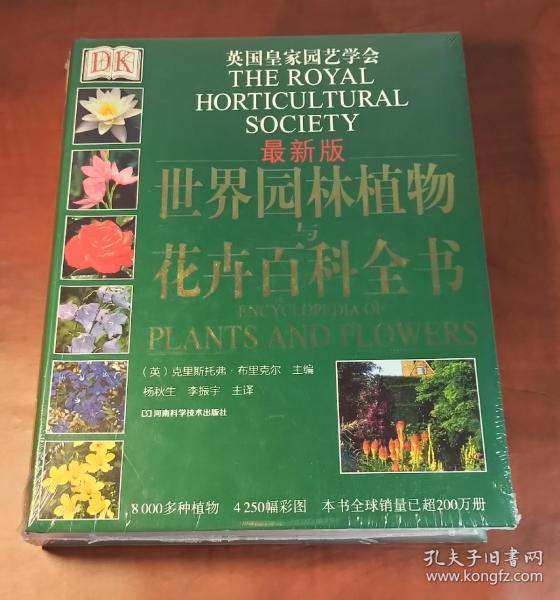 DK
英国皇家园艺学会
THE ROYAL
HORTICULTURAL
SOCIETY
最新版
世界园林植物
与
花卉百科全书
ENCYCLOPEDIA OF
PLANTS AND FLOWERS
（英）克里斯托弗·布里克尔 主编
杨秋生 李振宇 主译
河南科学技术出版社
8 000多种植物 4 250幅彩图 本书全球销量已超200万册
孔夫子旧书网
www.kongfz.com